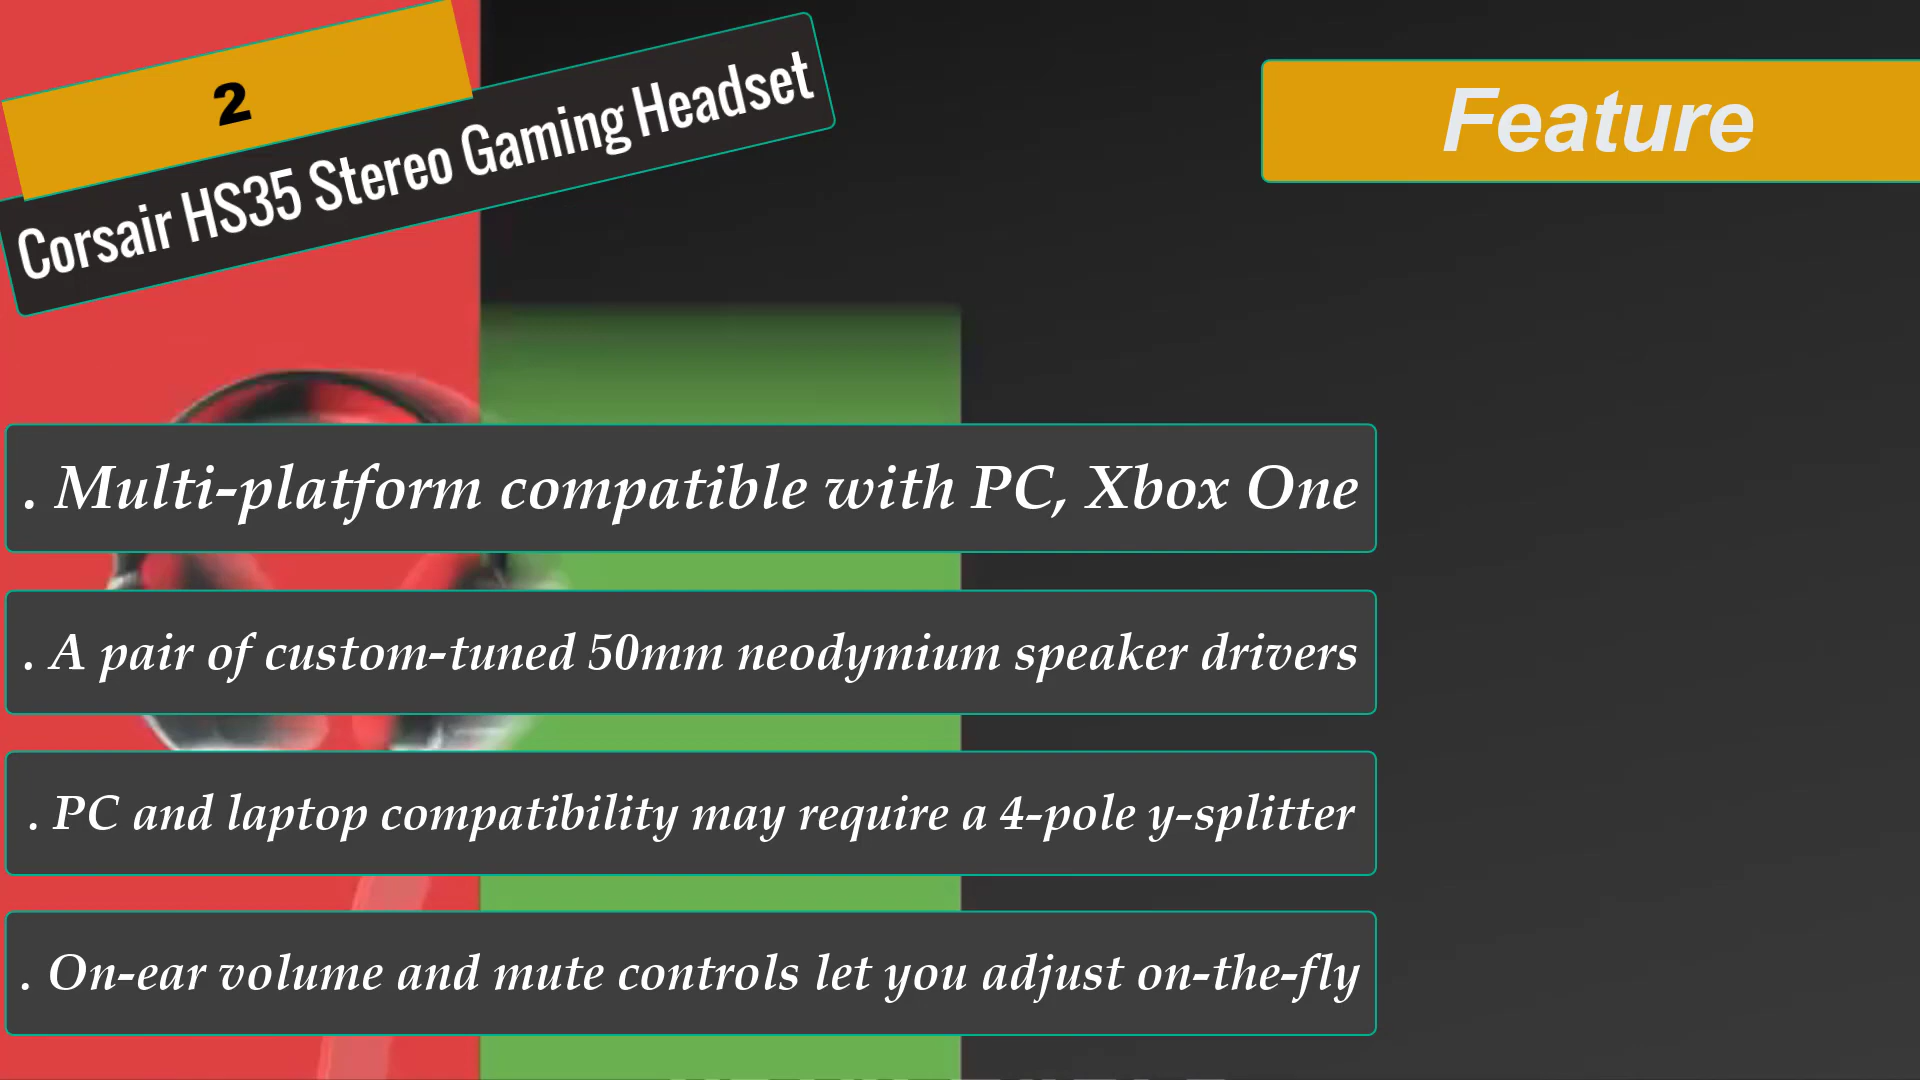 2
Corsair HS35 Stereo Gaming Headset
Feature
. Multi-platform compatible with PC, Xbox One
. A pair of custom-tuned 50mm neodymium speaker drivers
. PC and laptop compatibility may require a 4-pole y-splitter
. On-ear volume and mute controls let you adjust on-the-fly